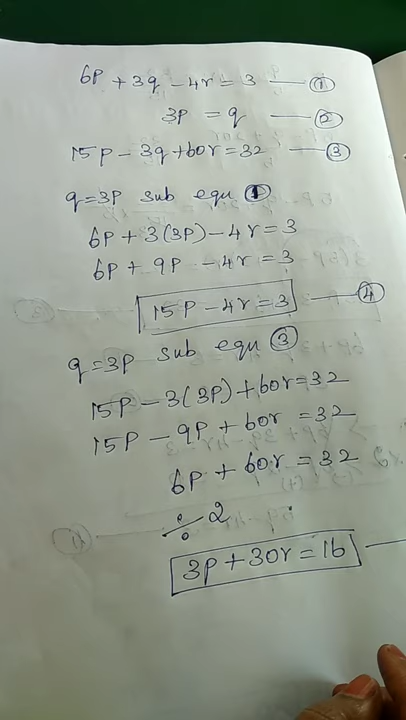 6P + 3q - 4r = 3 — ①
3P = q — ②
15P - 3q + 60r = 32 — ③
q = 3P sub equ ①
6P + 3(3P) - 4r = 3
6P + 9P - 4r = 3
15P - 4r = 3 — ④
q = 3P sub equ ③
15P - 3(3P) + 60r = 32
15P - 9P + 60r = 32
6P + 60r = 32
÷ 2
3P + 30r = 16 —